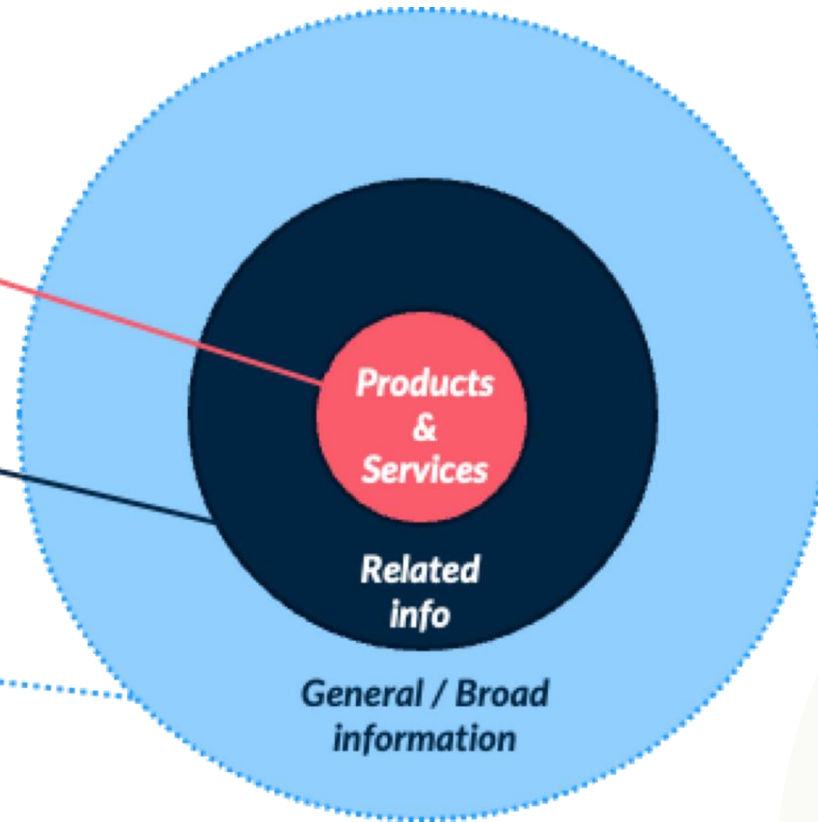 Products
&
Services
Related
info
General / Broad
information